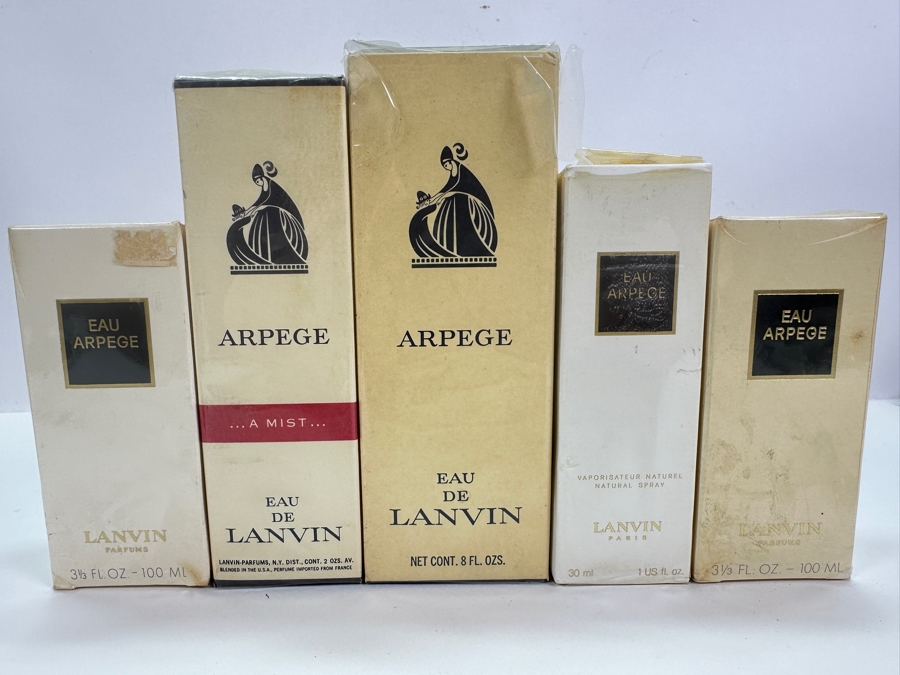 EAU
ARPEGE
LANVIN
PARFUMS
3⅓ FL. OZ. – 100 ML
ARPEGE
...A MIST...
EAU
DE
LANVIN
LANVIN-PARFUMS, N.Y. DIST., CONT. 2 OZS. AV.
BLENDED IN THE U.S.A., PERFUME IMPORTED FROM FRANCE
ARPEGE
EAU
DE
LANVIN
NET CONT. 8 FL. OZS.
EAU
ARPEGE
VAPORISATEUR NATUREL
NATURAL SPRAY
LANVIN
PARIS
30 ml 1 US fl. oz.
EAU
ARPEGE
LANVIN
PARFUMS
3⅓ FL. OZ. – 100 ML